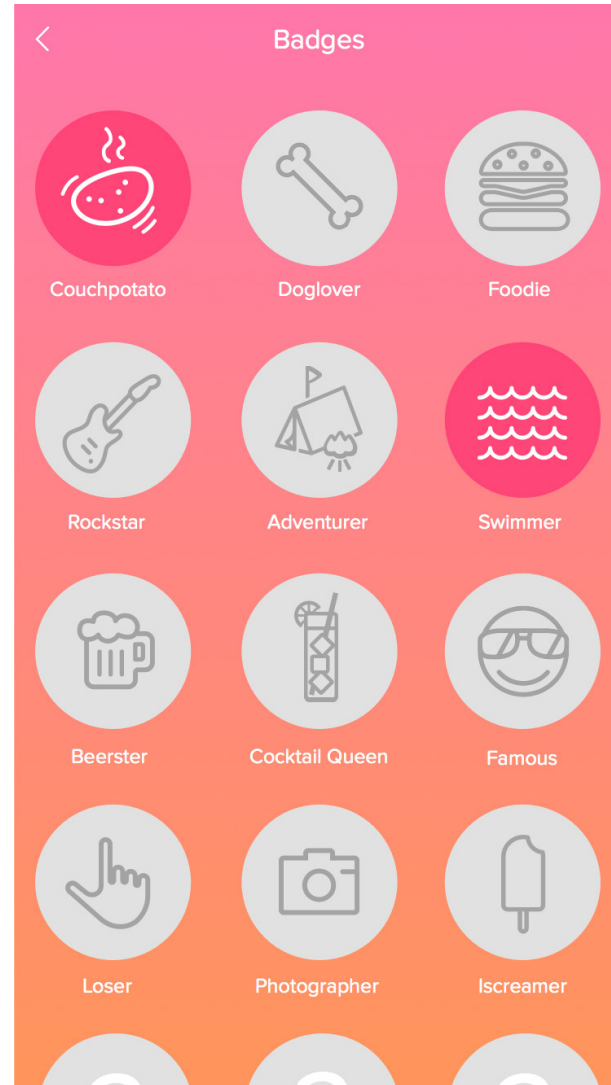 Badges
Couchpotato
Doglover
Foodie
Rockstar
Adventurer
Swimmer
Beerster
Cocktail Queen
Famous
Loser
Photographer
Iscreamer